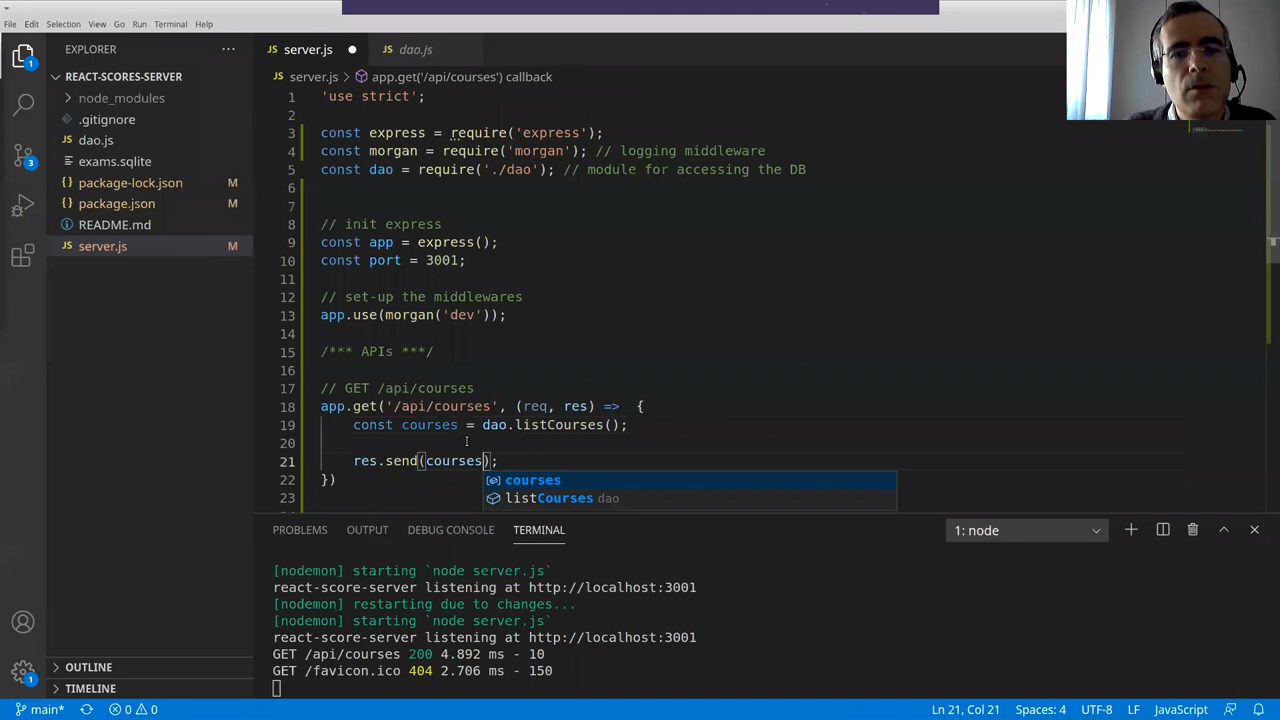 File Edit Selection View Go Run Terminal Help
EXPLORER
REACT-SCORES-SERVER
node_modules
.gitignore
JS dao.js
exams.sqlite
{} package-lock.json M
{} package.json M
README.md
JS server.js M
OUTLINE
TIMELINE
1
3
1
JS server.js JS dao.js
JS server.js > app.get('/api/courses') callback
1 'use strict';
2
3 const express = require('express');
4 const morgan = require('morgan'); // logging middleware
5 const dao = require('./dao'); // module for accessing the DB
6
7
8 // init express
9 const app = express();
10 const port = 3001;
11
12 // set-up the middlewares
13 app.use(morgan('dev'));
14
15 /*** APIs ***/
16
17 // GET /api/courses
18 app.get('/api/courses', (req, res) => {
19 const courses = dao.listCourses();
20
21 res.send(courses);
22 })
23
courses
listCourses dao
PROBLEMS OUTPUT DEBUG CONSOLE TERMINAL 1: node
[nodemon] starting `node server.js`
react-score-server listening at http://localhost:3001
[nodemon] restarting due to changes...
[nodemon] starting `node server.js`
react-score-server listening at http://localhost:3001
GET /api/courses 200 4.892 ms - 10
GET /favicon.ico 404 2.706 ms - 150
main* 0 0 Ln 21, Col 21 Spaces: 4 UTF-8 LF JavaScript